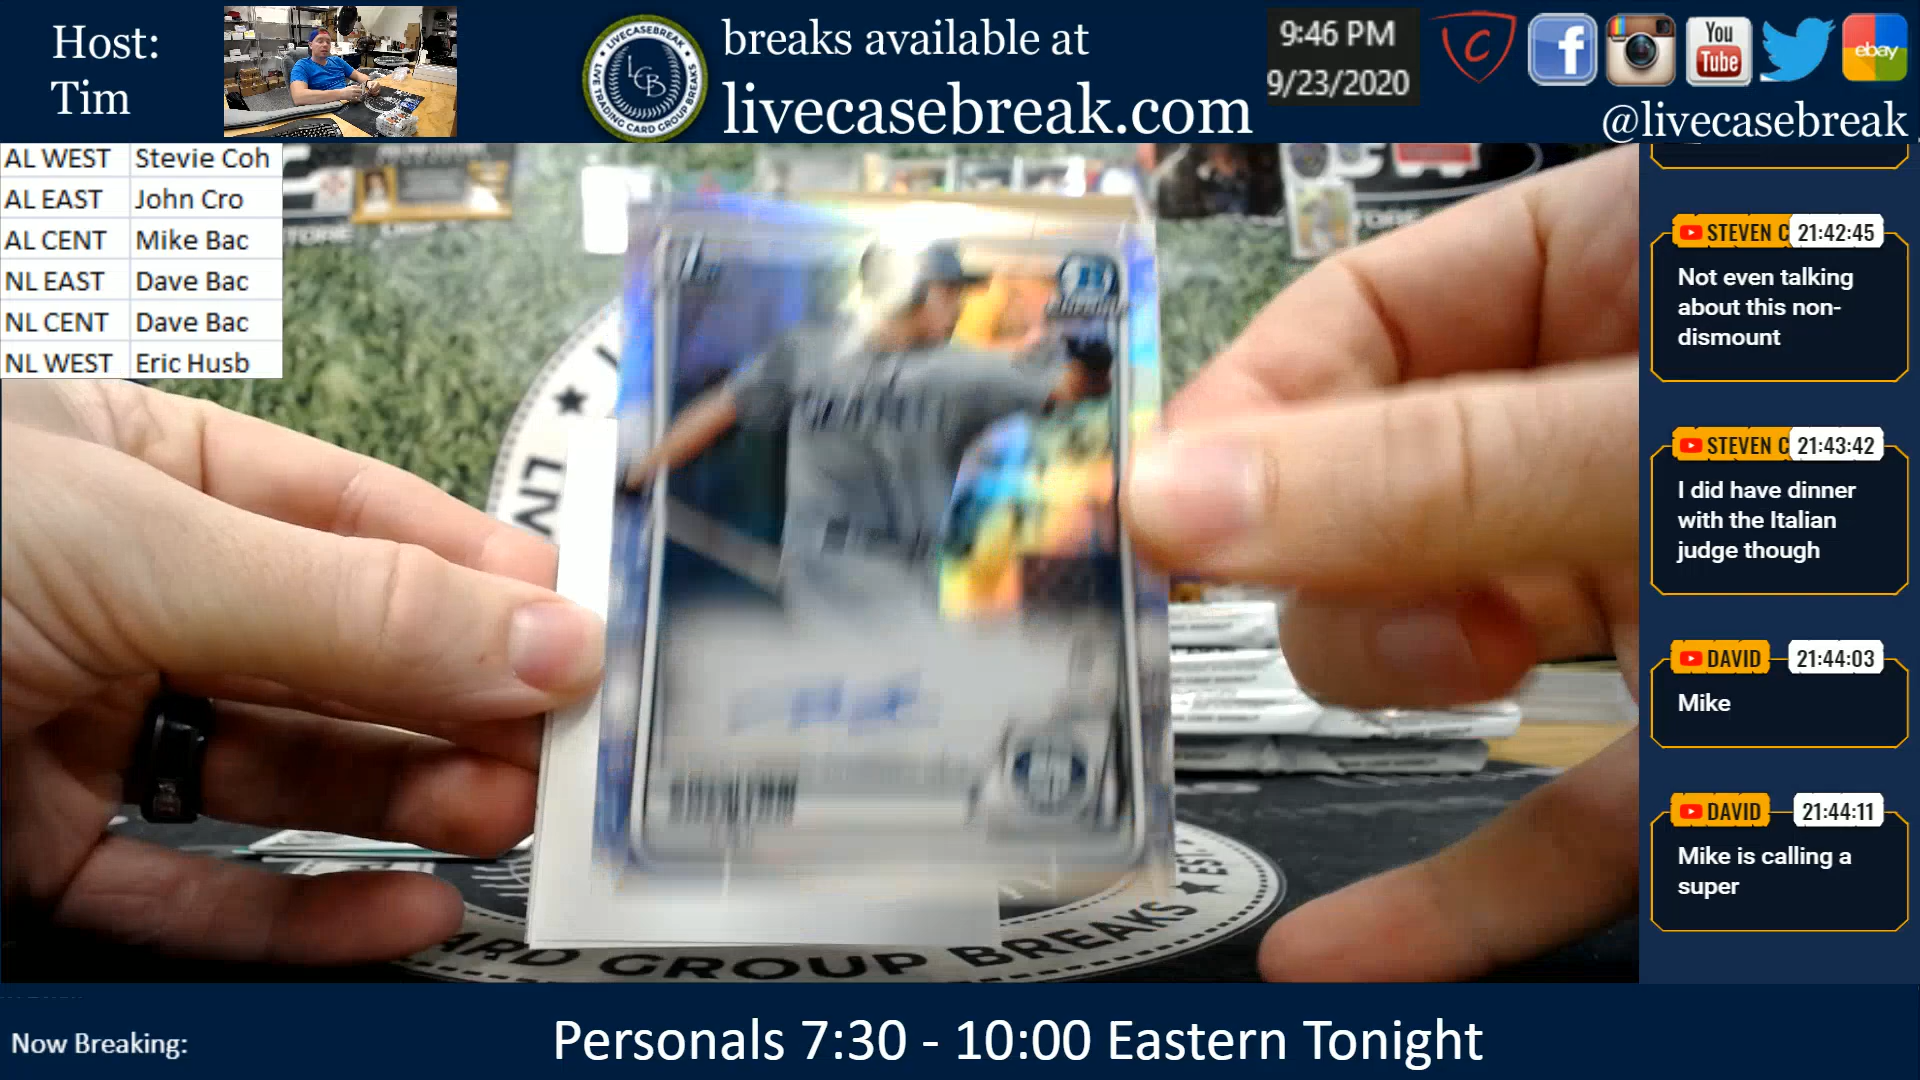 Host:
Tim
LIVECASEBREAK
LCB
LIVE TRADING CARD GROUP BREAKS
breaks available at
livecasebreak.com
9:46 PM
9/23/2020
C
f
You
Tube
ebay
@livecasebreak
AL WEST Stevie Coh
AL EAST John Cro
AL CENT Mike Bac
NL EAST Dave Bac
NL CENT Dave Bac
NL WEST Eric Husb
STEVEN C 21:42:45
Not even talking
about this non-
dismount
STEVEN C 21:43:42
I did have dinner
with the Italian
judge though
DAVID 21:44:03
Mike
DAVID 21:44:11
Mike is calling a
super
LIV
ARD GROUP BREAKS
EST.
Now Breaking:
Personals 7:30 - 10:00 Eastern Tonight